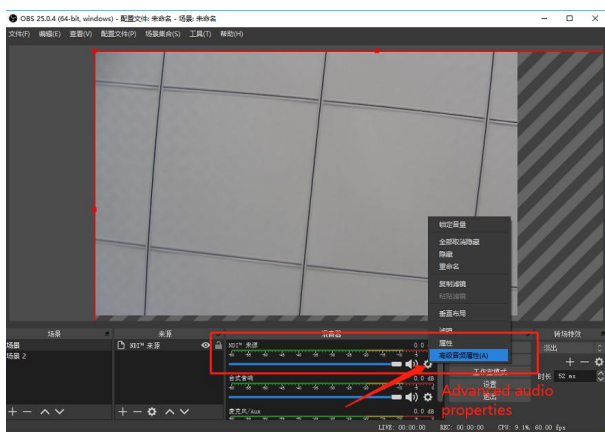 OBS 25.0.4 (64-bit, windows) - 配置文件: 未命名 - 场景: 未命名
文件(F) 编辑(E) 查看(V) 配置文件(P) 场景集合(S) 工具(T) 帮助(H)
锁定音量
全部取消隐藏
隐藏
重命名
复制滤镜
粘贴滤镜
垂直布局
滤镜
属性
高级音频属性(A)
场景
来源
混音器
转场特效
场景
场景 2
NDI™ 来源
NDI™ 来源
0.0
淡出
台式音响
0.0 dB
工作室模式
设置
退出
时长 52 ms
Advanced audio
properties
麦克风/Aux
0.0 dB
LIVE: 00:00:00
REC: 00:00:00
CPU: 9.1%, 60.00 fps